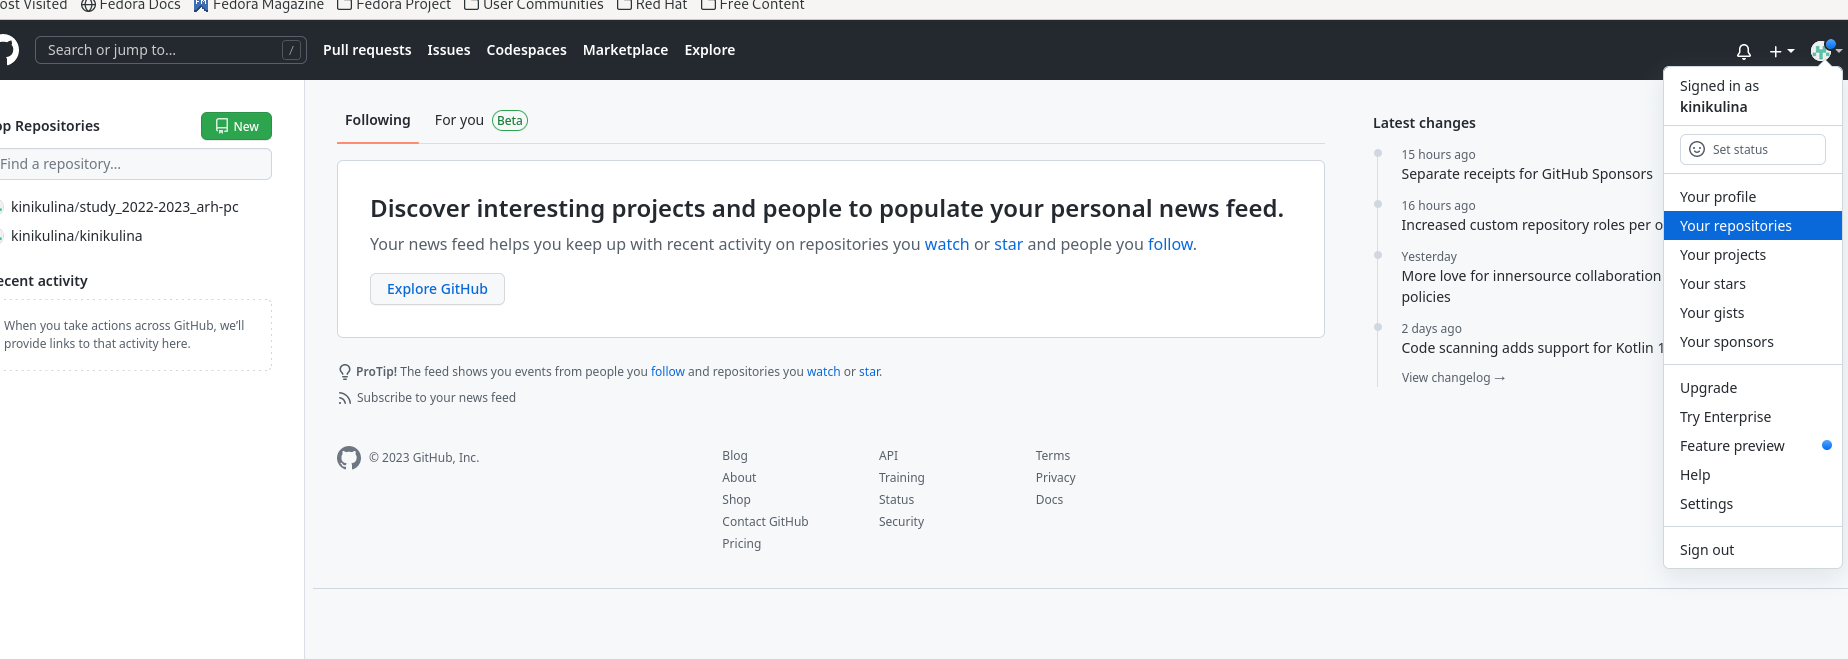 ost Visited Fedora Docs Fedora Magazine Fedora Project User Communities Red Hat Free Content
Search or jump to... / Pull requests Issues Codespaces Marketplace Explore
op Repositories
New
Find a repository...
kinikulina/study_2022-2023_arh-pc
kinikulina/kinikulina
ecent activity
When you take actions across GitHub, we'll
provide links to that activity here.
Following For you Beta
Discover interesting projects and people to populate your personal news feed.
Your news feed helps you keep up with recent activity on repositories you watch or star and people you follow.
Explore GitHub
ProTip! The feed shows you events from people you follow and repositories you watch or star.
Subscribe to your news feed
© 2023 GitHub, Inc.
Blog
About
Shop
Contact GitHub
Pricing
API
Training
Status
Security
Terms
Privacy
Docs
Latest changes
15 hours ago
Separate receipts for GitHub Sponsors
16 hours ago
Increased custom repository roles per o
Yesterday
More love for innersource collaboration
policies
2 days ago
Code scanning adds support for Kotlin 1
View changelog →
Signed in as
kinikulina
Set status
Your profile
Your repositories
Your projects
Your stars
Your gists
Your sponsors
Upgrade
Try Enterprise
Feature preview
Help
Settings
Sign out